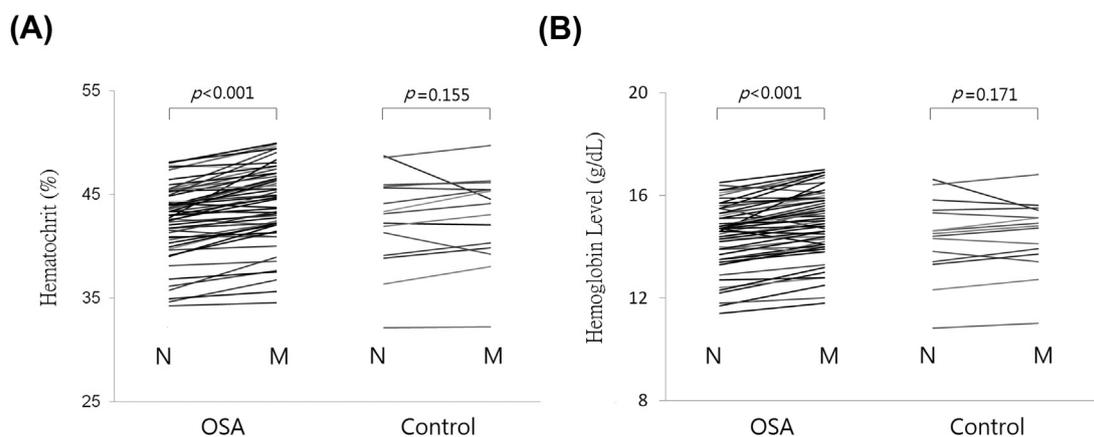 (A)
(B)
Hematochrit (%)
55
45
35
25
p<0.001
p=0.155
N
M
N
M
OSA
Control
Hemoglobin Level (g/dL)
20
16
12
8
p<0.001
p=0.171
N
M
N
M
OSA
Control